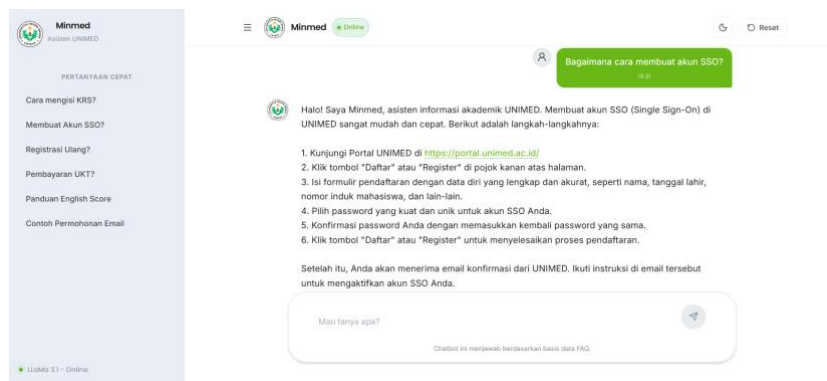 Minmed
Asisten UNIMED
PERTANYAAN CEPAT
Cara mengisi KRS?
Membuat Akun SSO?
Registrasi Ulang?
Pembayaran UKT?
Panduan English Score
Contoh Permohonan Email
LLaMa 3.1 - Online
Minmed
Online
Reset
Bagaimana cara membuat akun SSO?
Halo! Saya Minmed, asisten informasi akademik UNIMED. Membuat akun SSO (Single Sign-On) di
UNIMED sangat mudah dan cepat. Berikut adalah langkah-langkahnya:
1. Kunjungi Portal UNIMED di https://portal.unimed.ac.id/
2. Klik tombol "Daftar" atau "Register" di pojok kanan atas halaman.
3. Isi formulir pendaftaran dengan data diri yang lengkap dan akurat, seperti nama, tanggal lahir,
nomor induk mahasiswa, dan lain-lain.
4. Pilih password yang kuat dan unik untuk akun SSO Anda.
5. Konfirmasi password Anda dengan memasukkan kembali password yang sama.
6. Klik tombol "Daftar" atau "Register" untuk menyelesaikan proses pendaftaran.
Setelah itu, Anda akan menerima email konfirmasi dari UNIMED. Ikuti instruksi di email tersebut
untuk mengaktifkan akun SSO Anda.
Mau tanya apa?
Chatbot ini menjawab berdasarkan basis data FAQ.